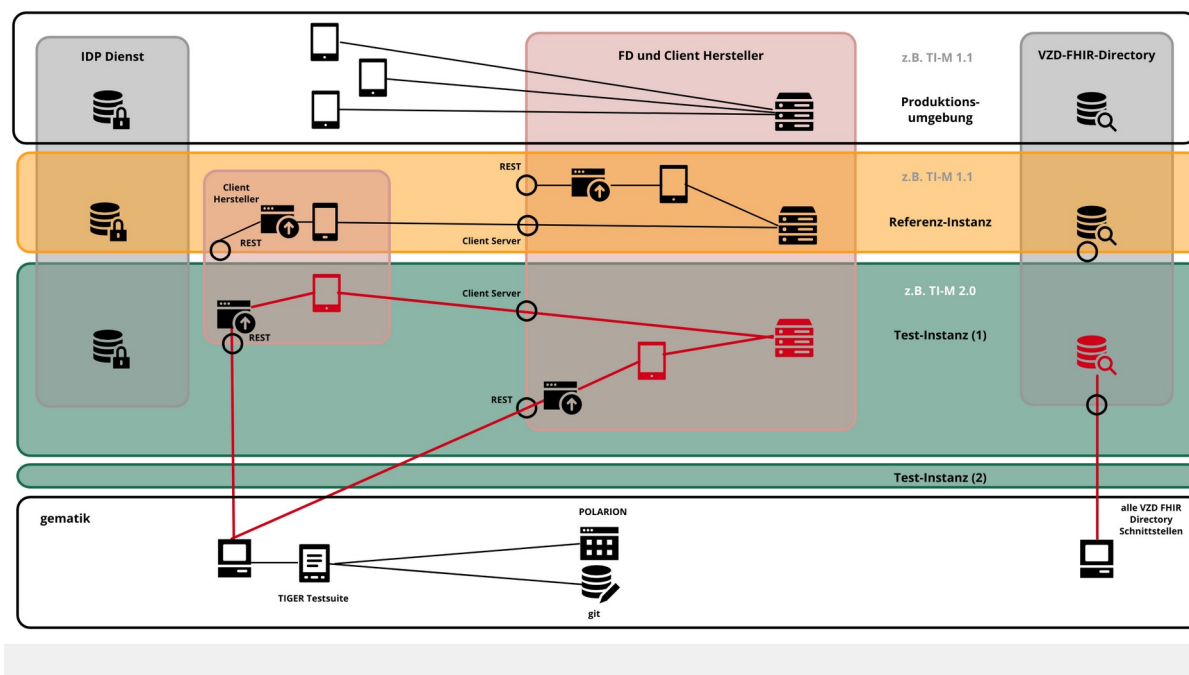 IDP Dienst
FD und Client Hersteller
z.B. TI-M 1.1
VZD-FHIR-Directory
Produktions-
umgebung
REST
z.B. TI-M 1.1
Client
Hersteller
REST
Client Server
Referenz-Instanz
Client Server
z.B. TI-M 2.0
REST
Test-Instanz (1)
REST
Test-Instanz (2)
gematik
POLARION
alle VZD FHIR
Directory
Schnittstellen
TIGER Testsuite
git